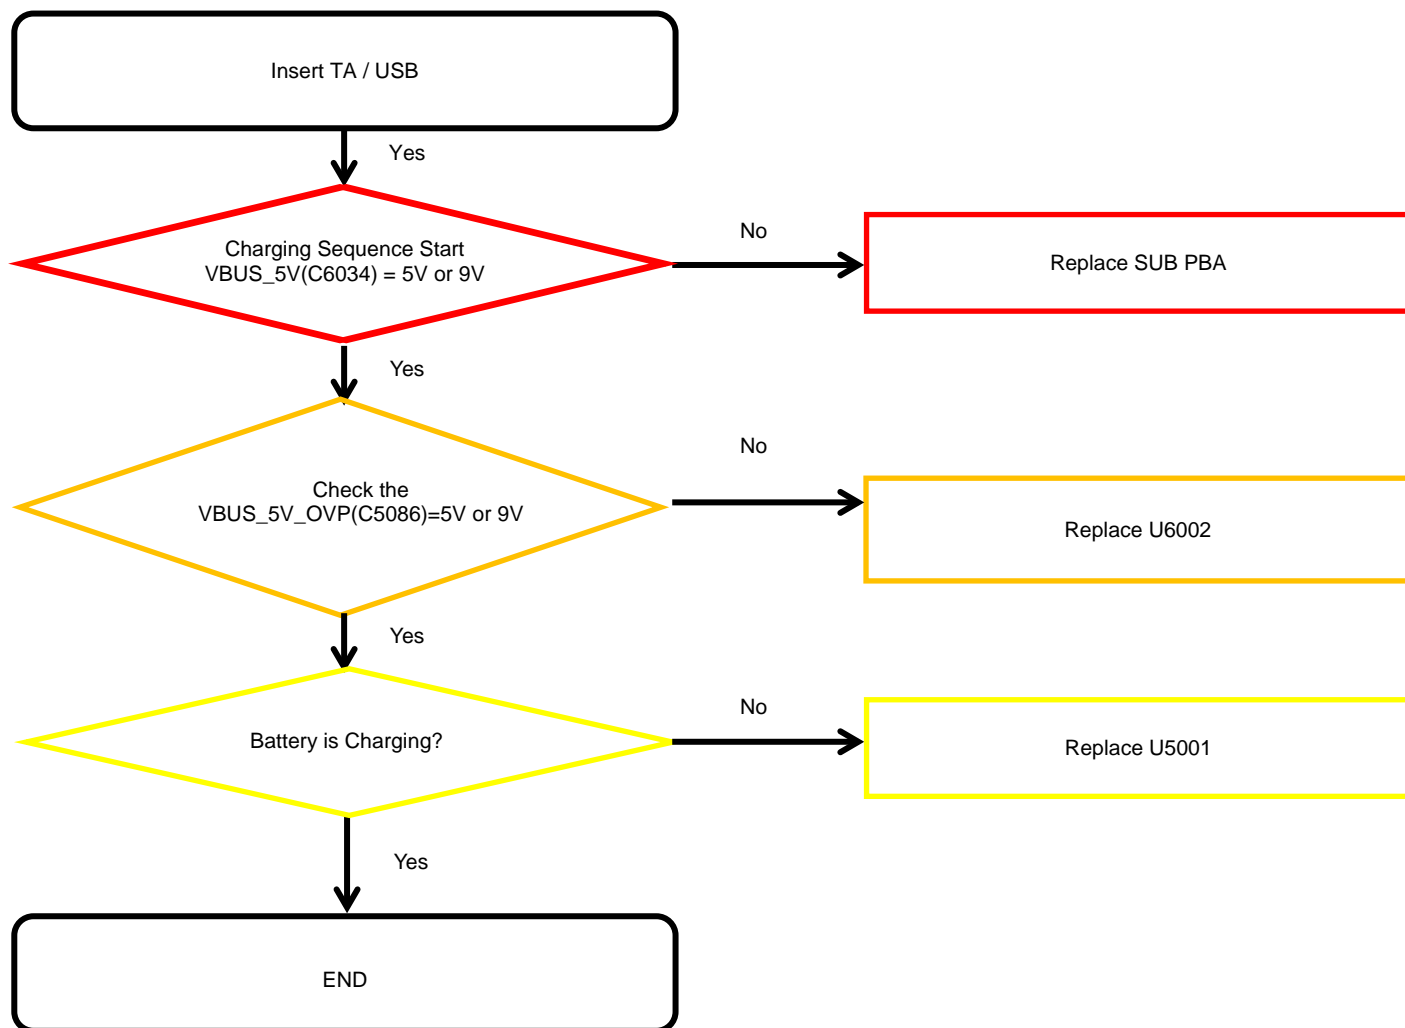 Insert TA / USB
Yes
Charging Sequence Start
VBUS_5V(C6034) = 5V or 9V
No
Replace SUB PBA
Yes
Check the
VBUS_5V_OVP(C5086)=5V or 9V
No
Replace U6002
Yes
Battery is Charging?
No
Replace U5001
Yes
END